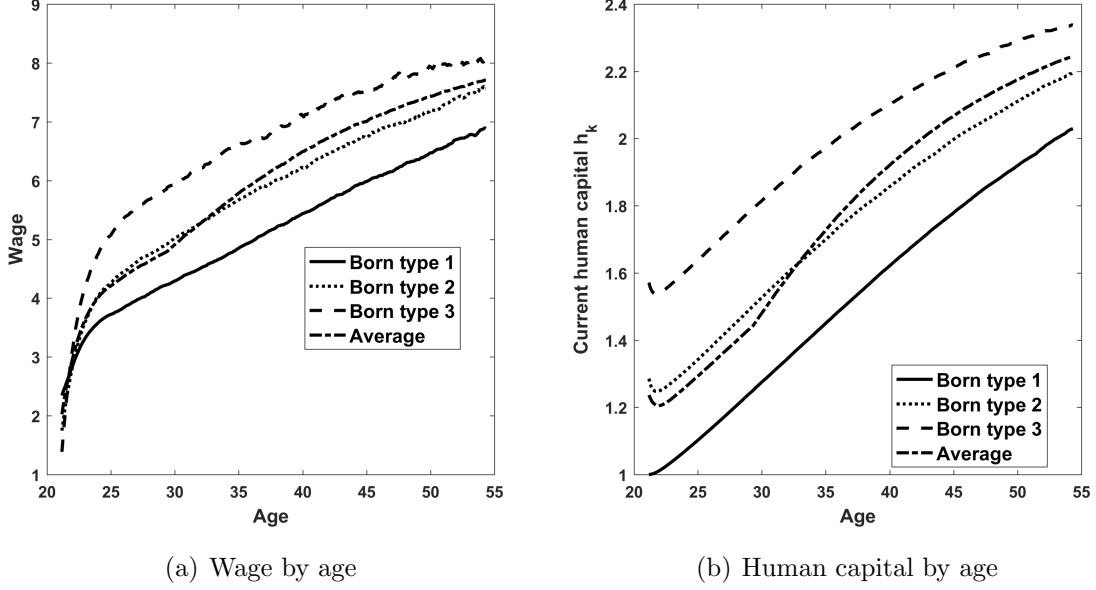 9
8
7
6
5
4
3
2
1
20 25 30 35 40 45 50 55
Wage
Age
Born type 1
Born type 2
Born type 3
Average
(a) Wage by age
2.4
2.2
2
1.8
1.6
1.4
1.2
1
20 25 30 35 40 45 50 55
Current human capital h_k
Age
Born type 1
Born type 2
Born type 3
Average
(b) Human capital by age